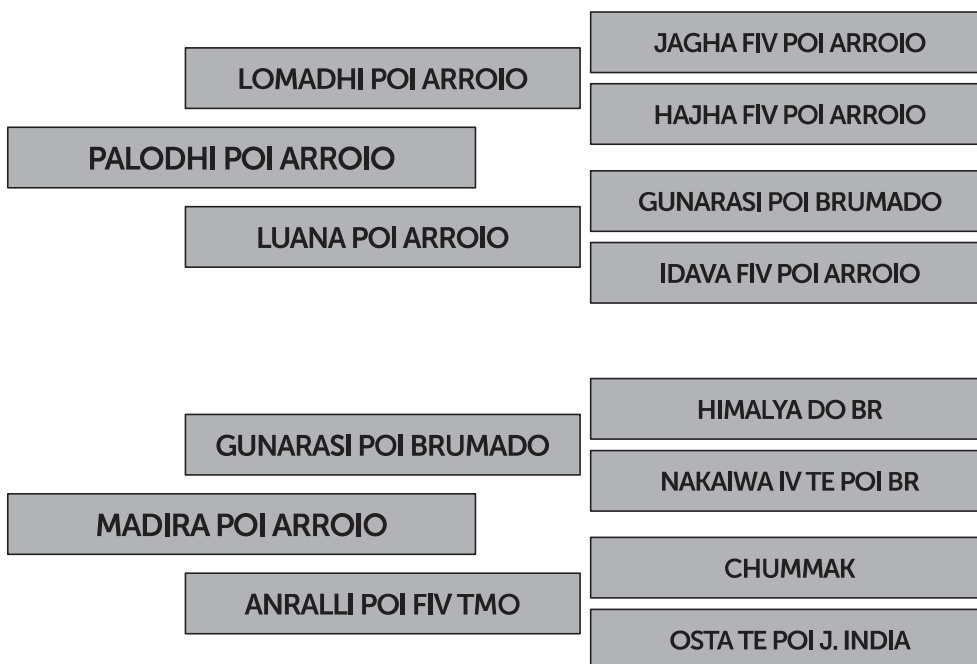 JAGHA FIV POI ARROIO
LOMADHI POI ARROIO
HAJHA FIV POI ARROIO
PALODHI POI ARROIO
GUNARASI POI BRUMADO
LUANA POI ARROIO
IDAVA FIV POI ARROIO
HIMALYA DO BR
GUNARASI POI BRUMADO
NAKAIWA IV TE POI BR
MADIRA POI ARROIO
CHUMMAK
ANRALLI POI FIV TMO
OSTA TE POI J. INDIA